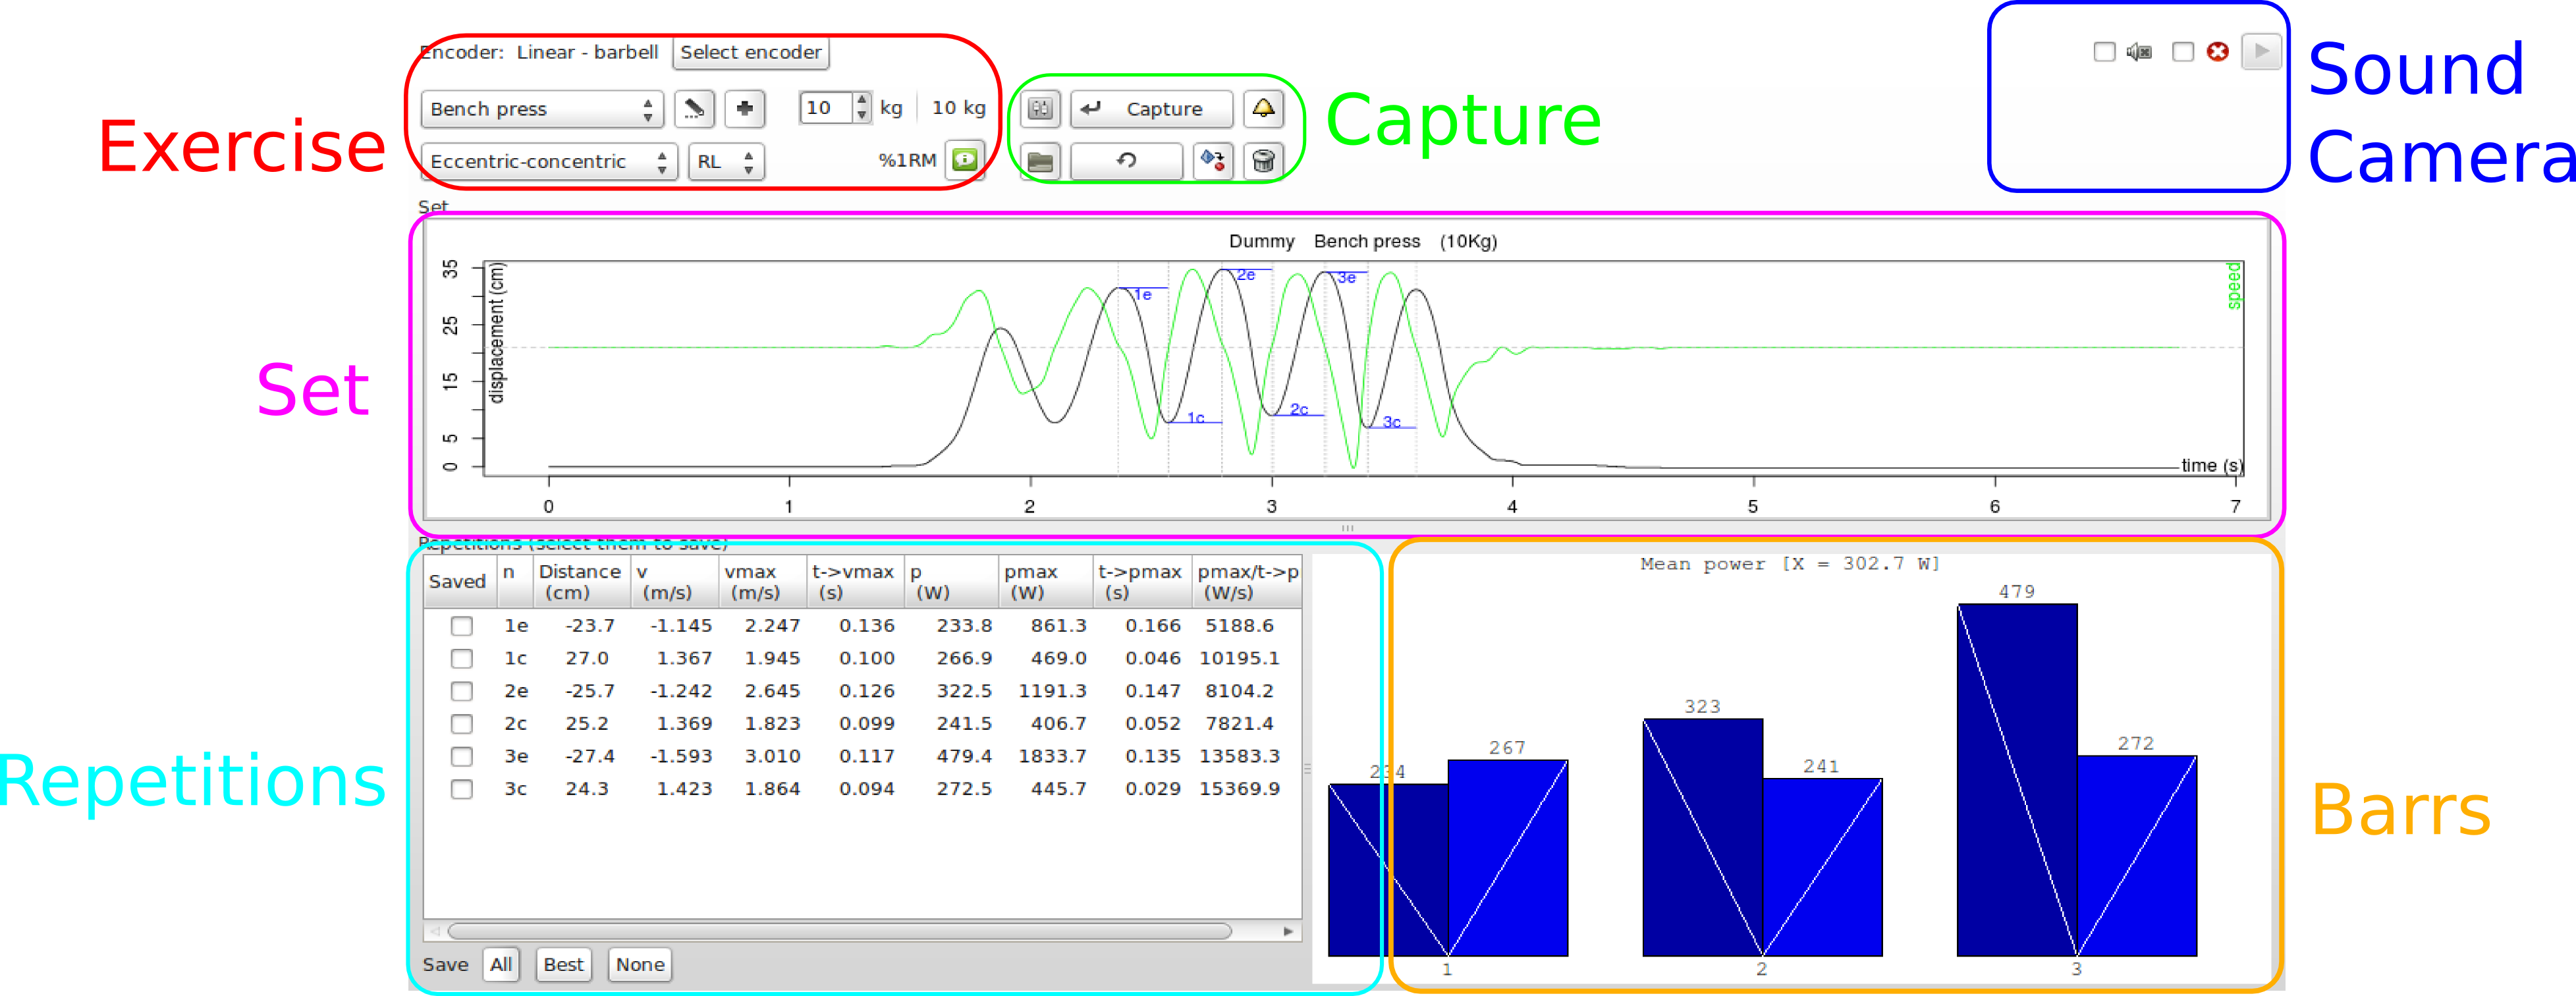 Encoder: Linear - barbell Select encoder
Bench press 10 kg 10 kg
Eccentric-concentric RL %1RM
Exercise
Capture
Capture
Sound
Camera
Set
Set
Dummy Bench press (10Kg)
displacement (cm)
35
25
15
5
0
1e
2e
3e
1c
2c
3c
speed
time (s)
0 1 2 3 4 5 6 7
Repetitions (select them to save)
Repetitions
Saved n Distance (cm) v (m/s) vmax (m/s) t->vmax (s) p (W) pmax (W) t->pmax (s) pmax/t->p (W/s)
1e -23.7 -1.145 2.247 0.136 233.8 861.3 0.166 5188.6
1c 27.0 1.367 1.945 0.100 266.9 469.0 0.046 10195.1
2e -25.7 -1.242 2.645 0.126 322.5 1191.3 0.147 8104.2
2c 25.2 1.369 1.823 0.099 241.5 406.7 0.052 7821.4
3e -27.4 -1.593 3.010 0.117 479.4 1833.7 0.135 13583.3
3c 24.3 1.423 1.864 0.094 272.5 445.7 0.029 15369.9
Save All Best None
Mean power [X = 302.7 W]
234 267 323 241 479 272
1 2 3
Barrs